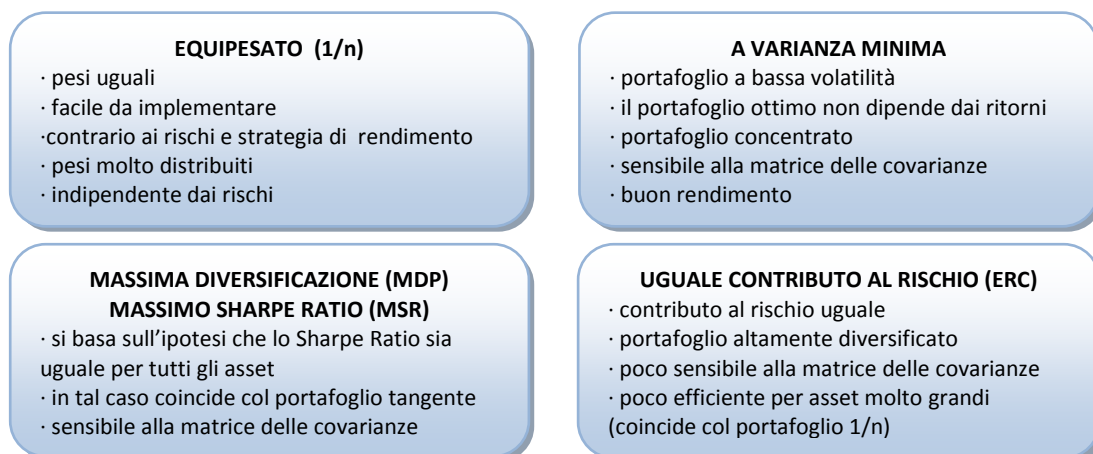 EQUIPESATO (1/n)
· pesi uguali
· facile da implementare
·contrario ai rischi e strategia di rendimento
· pesi molto distribuiti
· indipendente dai rischi
A VARIANZA MINIMA
· portafoglio a bassa volatilità
· il portafoglio ottimo non dipende dai ritorni
· portafoglio concentrato
· sensibile alla matrice delle covarianze
· buon rendimento
MASSIMA DIVERSIFICAZIONE (MDP)
MASSIMO SHARPE RATIO (MSR)
· si basa sull’ipotesi che lo Sharpe Ratio sia
uguale per tutti gli asset
· in tal caso coincide col portafoglio tangente
· sensibile alla matrice delle covarianze
UGUALE CONTRIBUTO AL RISCHIO (ERC)
· contributo al rischio uguale
· portafoglio altamente diversificato
· poco sensibile alla matrice delle covarianze
· poco efficiente per asset molto grandi
(coincide col portafoglio 1/n)